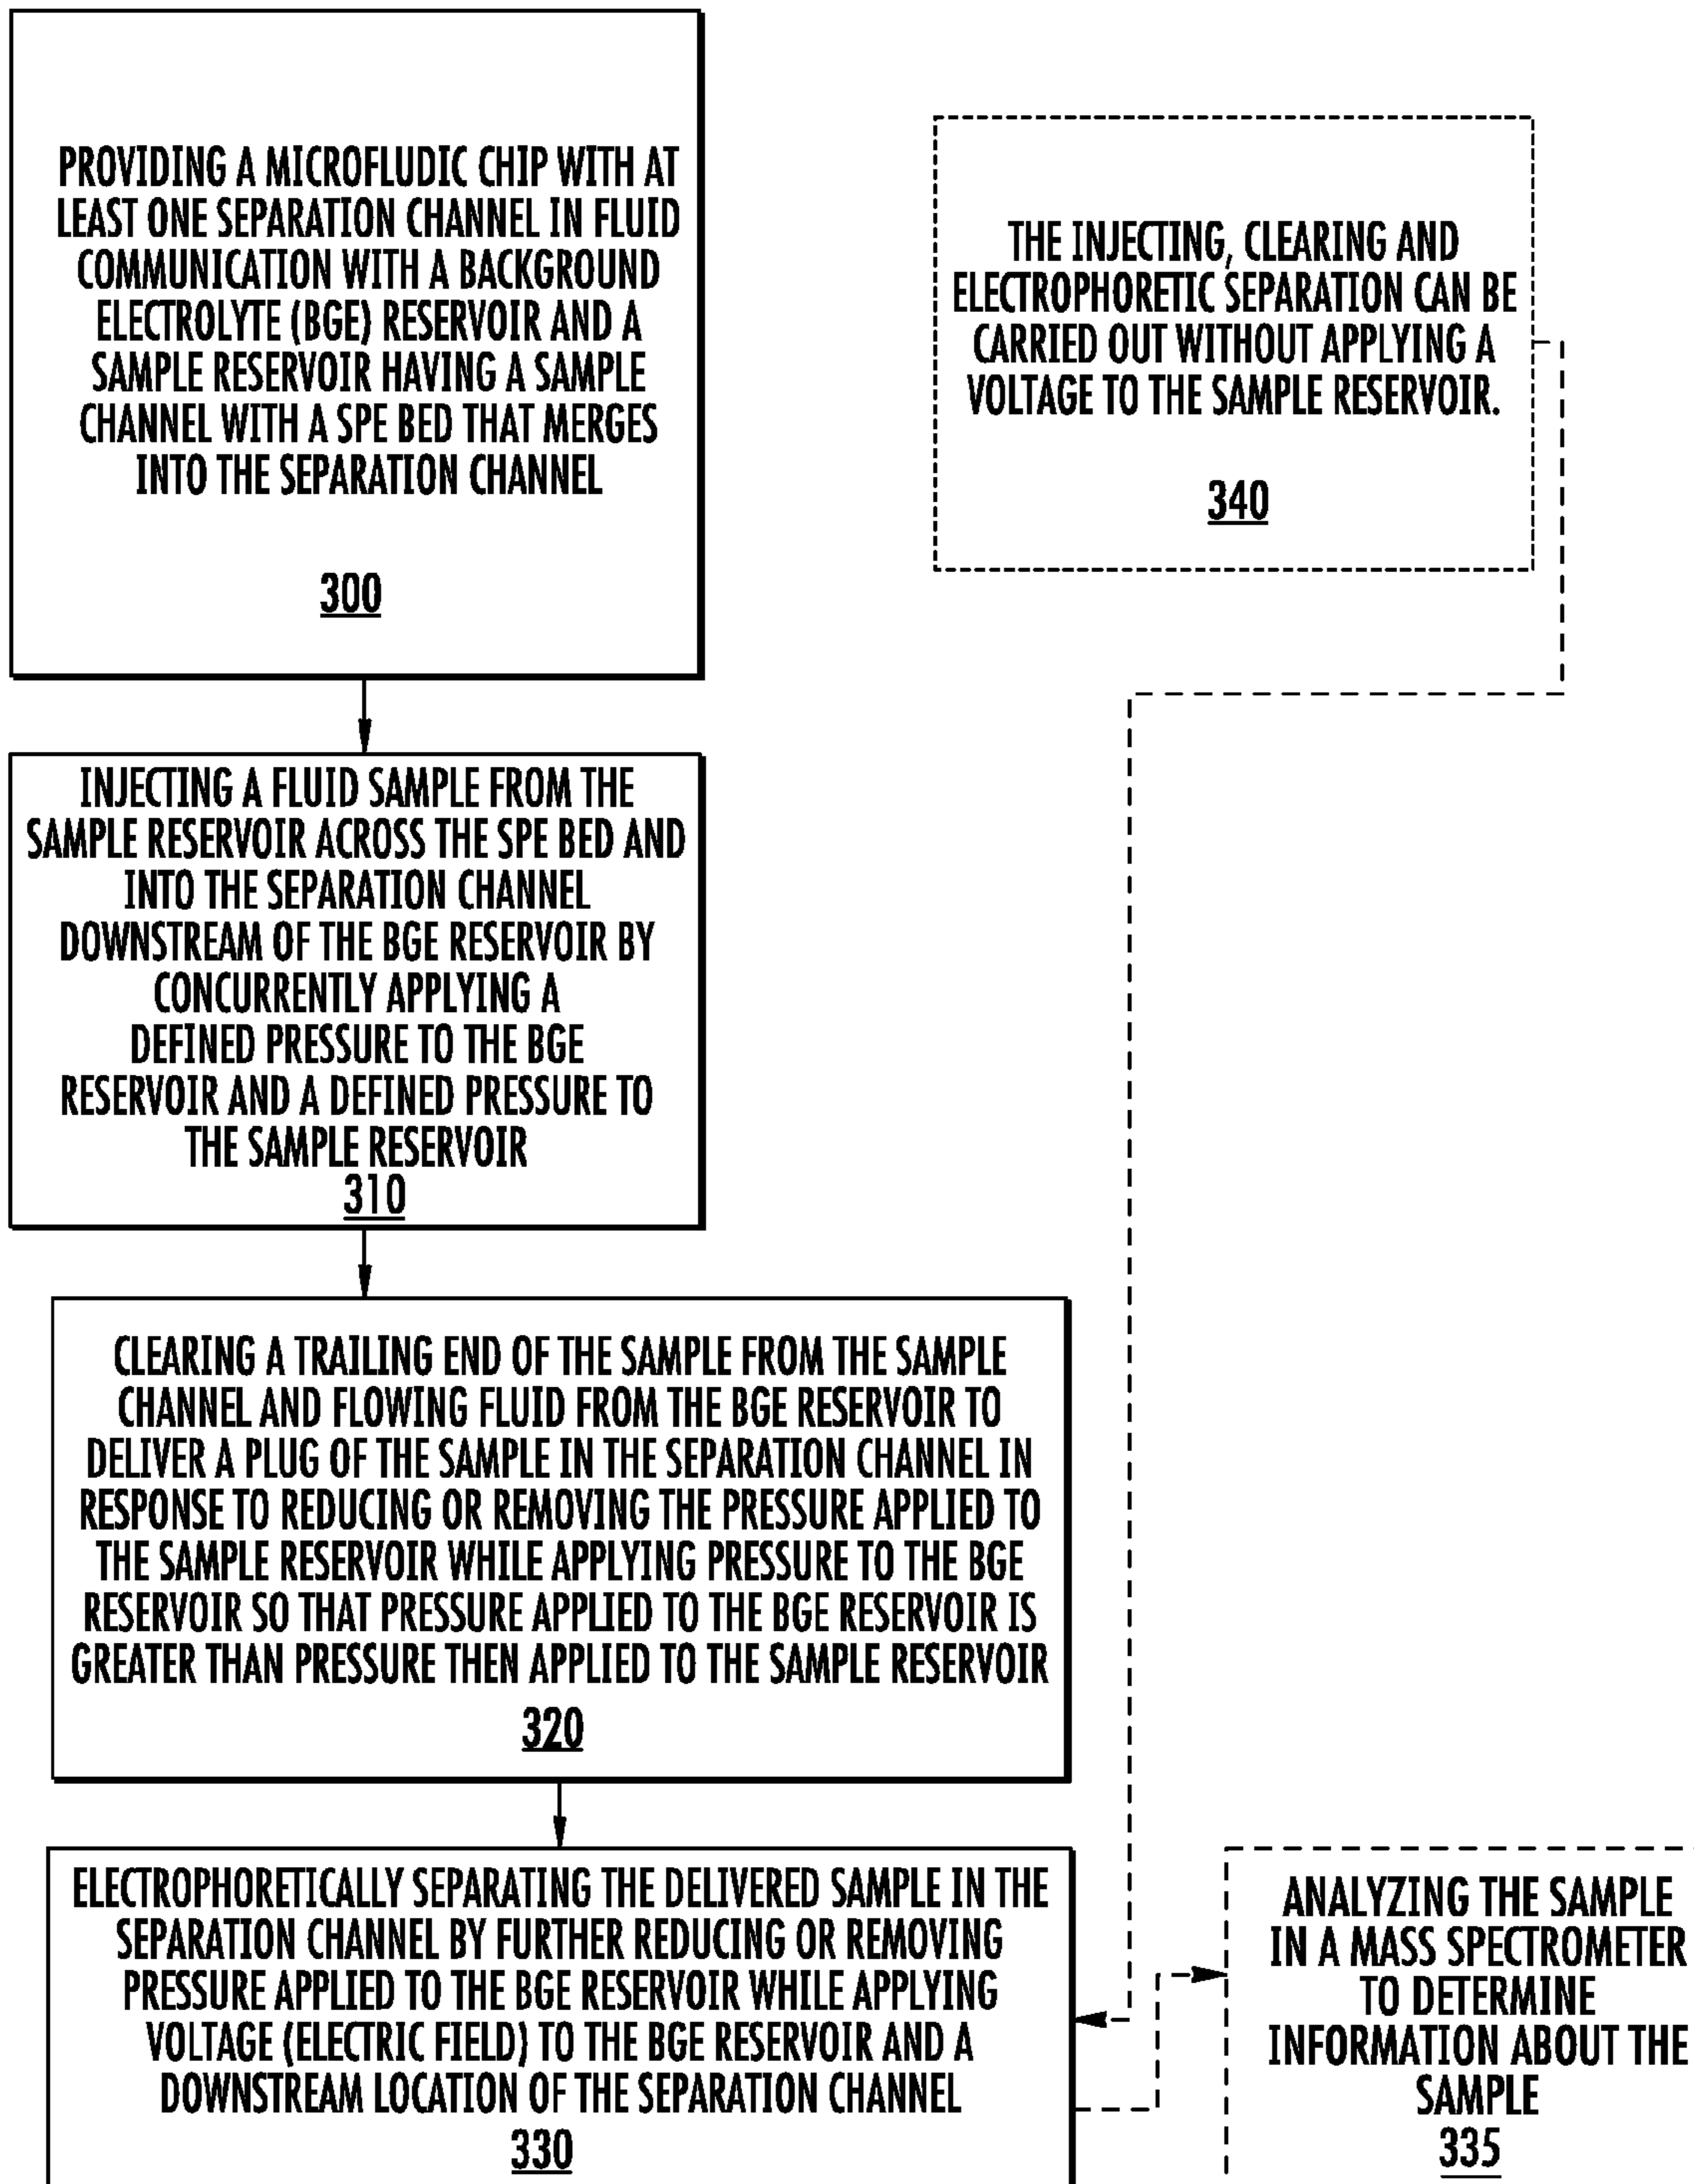 PROVIDING A MICROFLUDIC CHIP WITH AT
LEAST ONE SEPARATION CHANNEL IN FLUID
COMMUNICATION WITH A BACKGROUND
ELECTROLYTE (BGE) RESERVOIR AND A
SAMPLE RESERVOIR HAVING A SAMPLE
CHANNEL WITH A SPE BED THAT MERGES
INTO THE SEPARATION CHANNEL
300
THE INJECTING, CLEARING AND
ELECTROPHORETIC SEPARATION CAN BE
CARRIED OUT WITHOUT APPLYING A
VOLTAGE TO THE SAMPLE RESERVOIR.
340
INJECTING A FLUID SAMPLE FROM THE
SAMPLE RESERVOIR ACROSS THE SPE BED AND
INTO THE SEPARATION CHANNEL
DOWNSTREAM OF THE BGE RESERVOIR BY
CONCURRENTLY APPLYING A
DEFINED PRESSURE TO THE BGE
RESERVOIR AND A DEFINED PRESSURE TO
THE SAMPLE RESERVOIR
310
CLEARING A TRAILING END OF THE SAMPLE FROM THE SAMPLE
CHANNEL AND FLOWING FLUID FROM THE BGE RESERVOIR TO
DELIVER A PLUG OF THE SAMPLE IN THE SEPARATION CHANNEL IN
RESPONSE TO REDUCING OR REMOVING THE PRESSURE APPLIED TO
THE SAMPLE RESERVOIR WHILE APPLYING PRESSURE TO THE BGE
RESERVOIR SO THAT PRESSURE APPLIED TO THE BGE RESERVOIR IS
GREATER THAN PRESSURE THEN APPLIED TO THE SAMPLE RESERVOIR
320
ELECTROPHORETICALLY SEPARATING THE DELIVERED SAMPLE IN THE
SEPARATION CHANNEL BY FURTHER REDUCING OR REMOVING
PRESSURE APPLIED TO THE BGE RESERVOIR WHILE APPLYING
VOLTAGE (ELECTRIC FIELD) TO THE BGE RESERVOIR AND A
DOWNSTREAM LOCATION OF THE SEPARATION CHANNEL
330
ANALYZING THE SAMPLE
IN A MASS SPECTROMETER
TO DETERMINE
INFORMATION ABOUT THE
SAMPLE
335